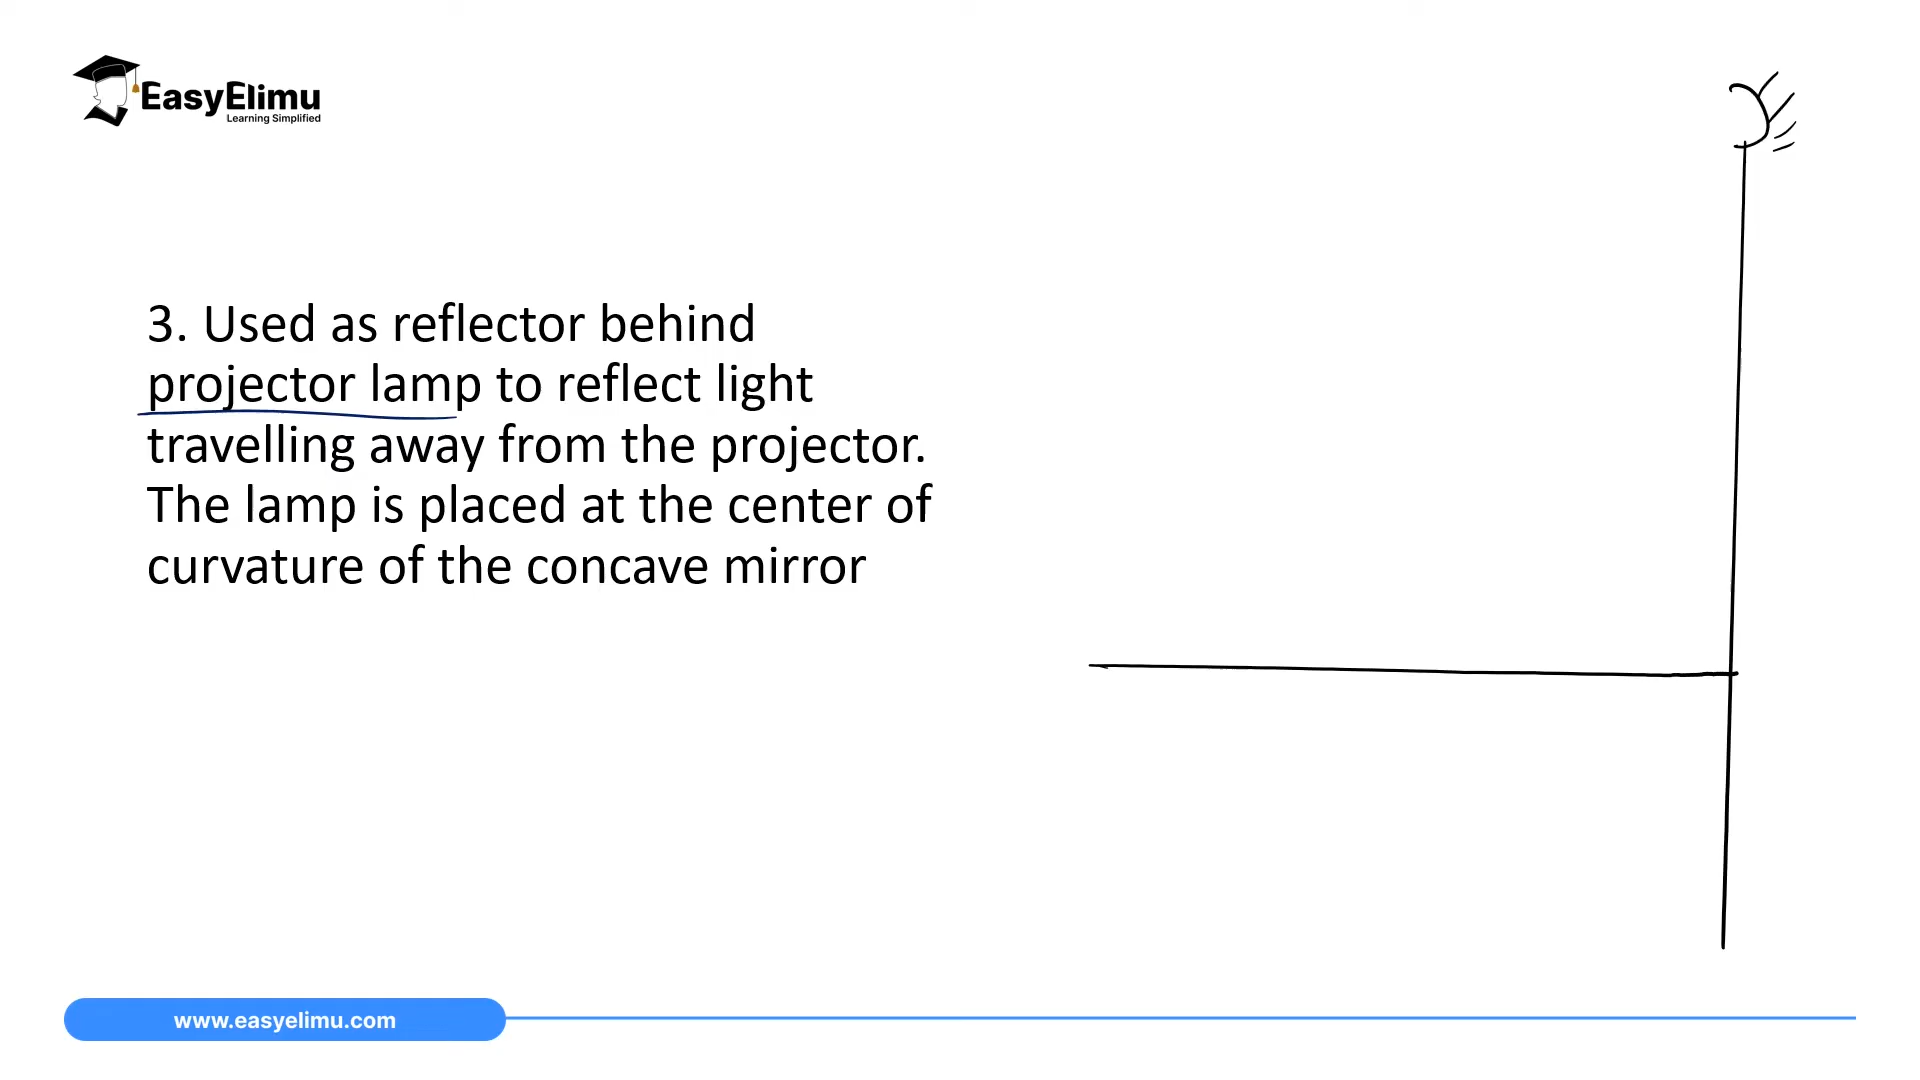 EasyElimu
Learning Simplified
3. Used as reflector behind
projector lamp to reflect light
travelling away from the projector.
The lamp is placed at the center of
curvature of the concave mirror
www.easyelimu.com